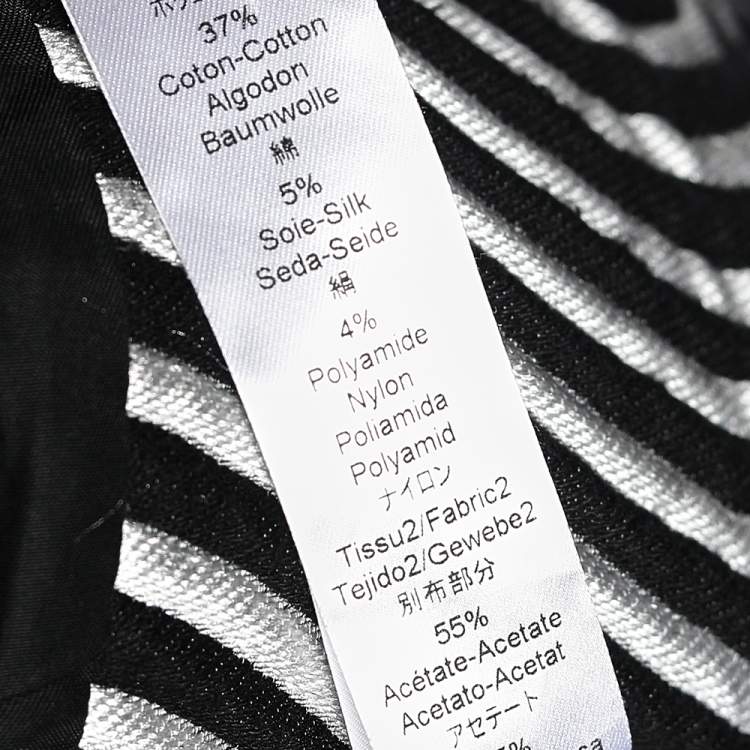 37%
Coton-Cotton
Algodon
Baumwolle
綿
5%
Soie-Silk
Seda-Seide
絹
4%
Polyamide
Nylon
Poliamida
Polyamid
ナイロン
Tissu2/Fabric2
Tejido2/Gewebe2
別布部分
55%
Acétate-Acetate
Acetato-Acetat
アセテート